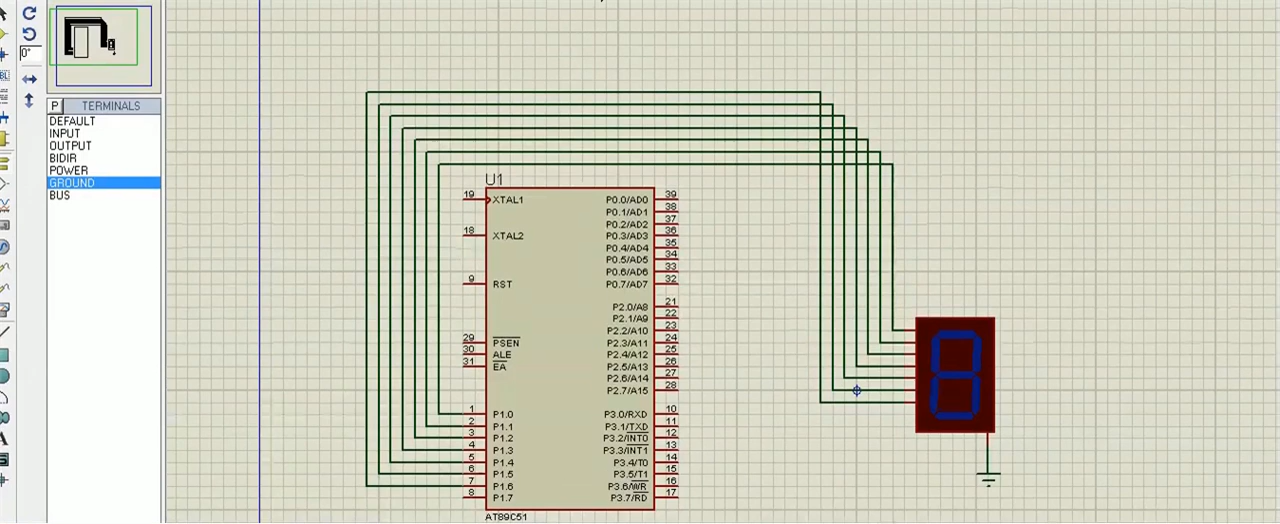 0°
P TERMINALS
DEFAULT
INPUT
OUTPUT
BIDIR
POWER
GROUND
BUS
U1
19 XTAL1 P0.0/AD0 39
P0.1/AD1 38
P0.2/AD2 37
18 XTAL2 P0.3/AD3 36
P0.4/AD4 35
P0.5/AD5 34
P0.6/AD6 33
9 RST P0.7/AD7 32
P2.0/A8 21
P2.1/A9 22
P2.2/A10 23
29 PSEN P2.3/A11 24
30 ALE P2.4/A12 25
31 EA P2.5/A13 26
P2.6/A14 27
P2.7/A15 28
1 P1.0 P3.0/RXD 10
2 P1.1 P3.1/TXD 11
3 P1.2 P3.2/INT0 12
4 P1.3 P3.3/INT1 13
5 P1.4 P3.4/T0 14
6 P1.5 P3.5/T1 15
7 P1.6 P3.6/WR 16
8 P1.7 P3.7/RD 17
AT89C51
8